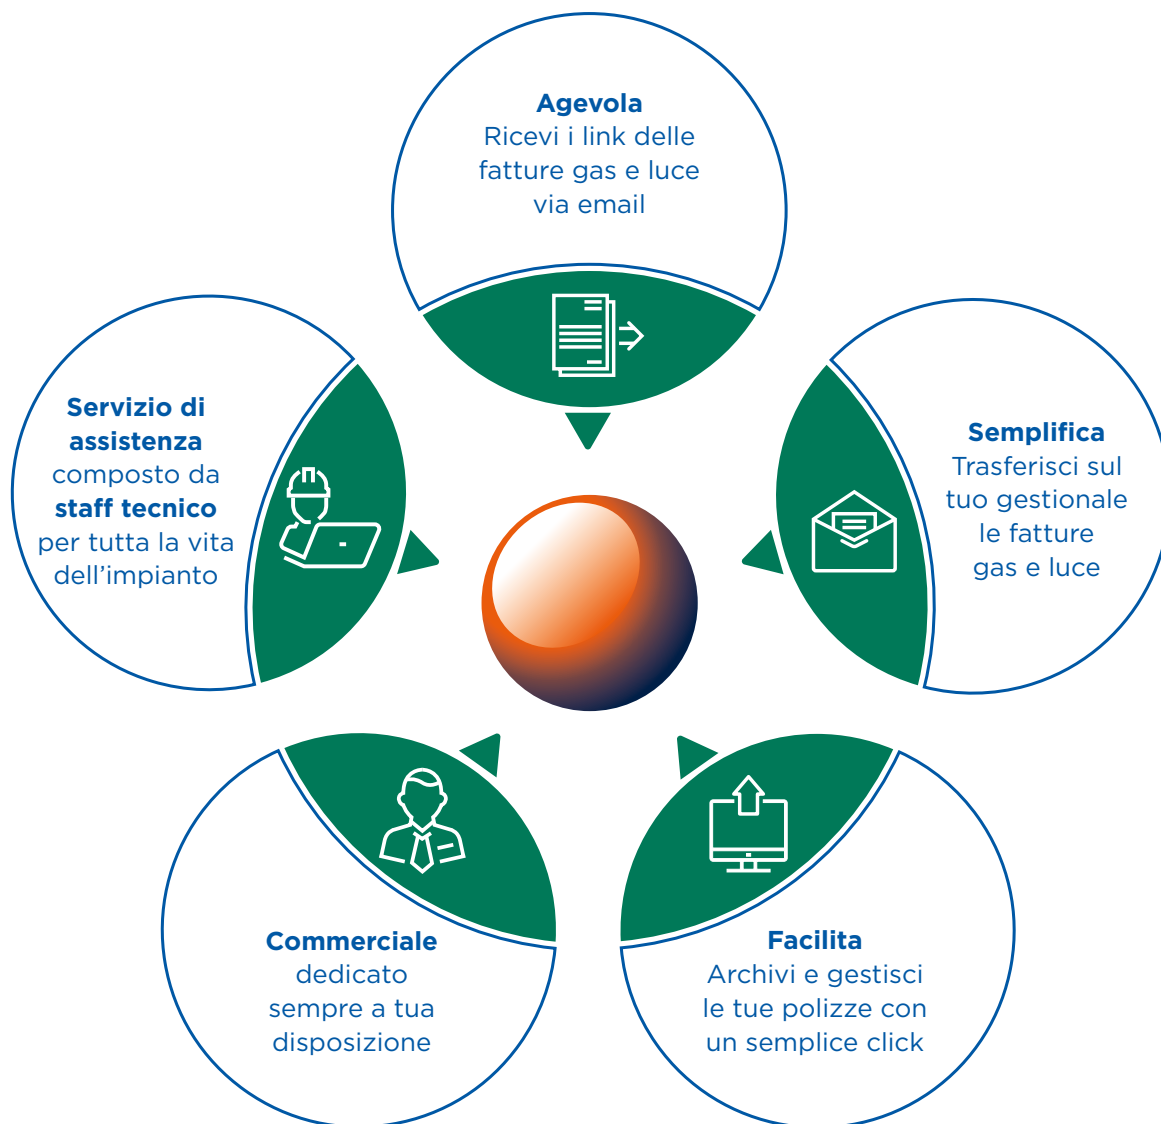 Agevola
Ricevi i link delle
fatture gas e luce
via email
Servizio di
assistenza
composto da
staff tecnico
per tutta la vita
dell'impianto
Semplifica
Trasferisci sul
tuo gestionale
le fatture
gas e luce
Commerciale
dedicato
sempre a tua
disposizione
Facilita
Archivi e gestisci
le tue polizze con
un semplice click